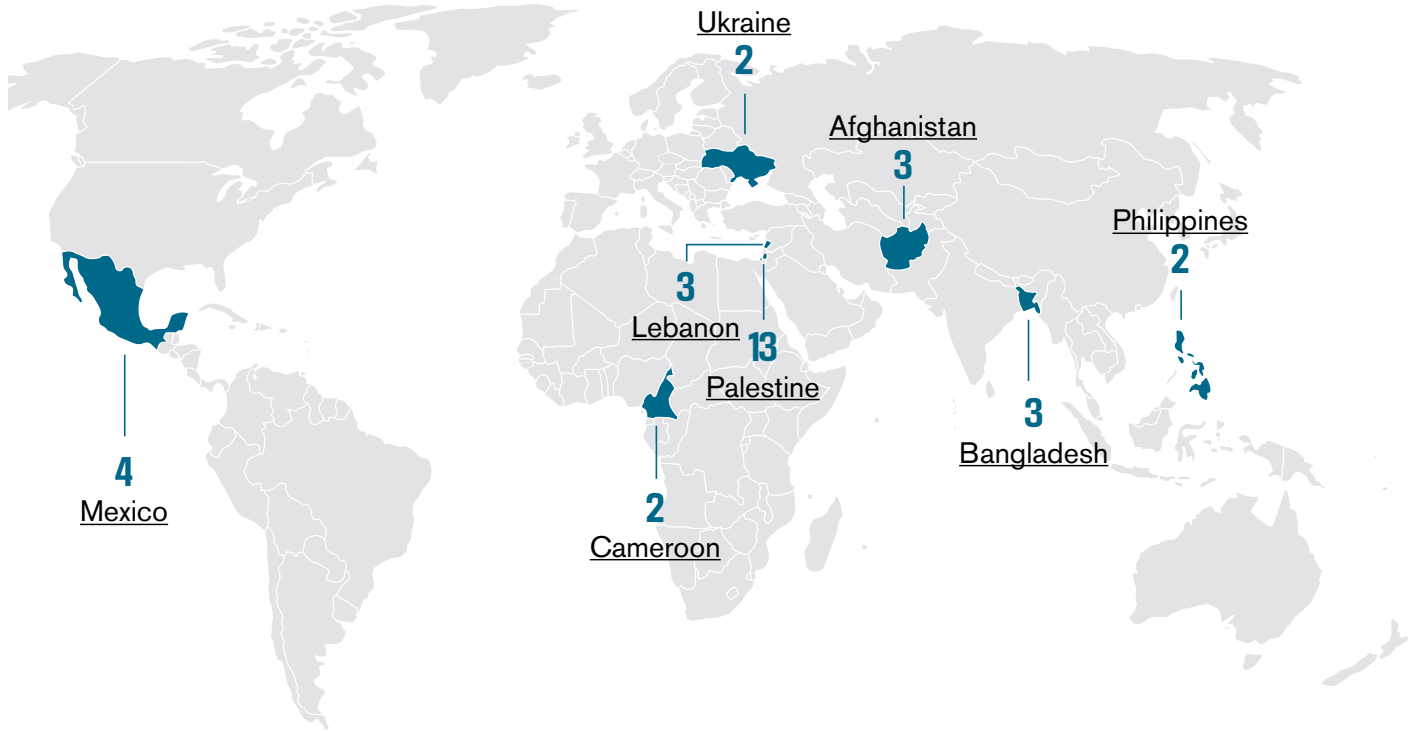 Ukraine
2
Afghanistan
3
Philippines
2
3
Lebanon
13
Palestine
3
Bangladesh
4
Mexico
2
Cameroon